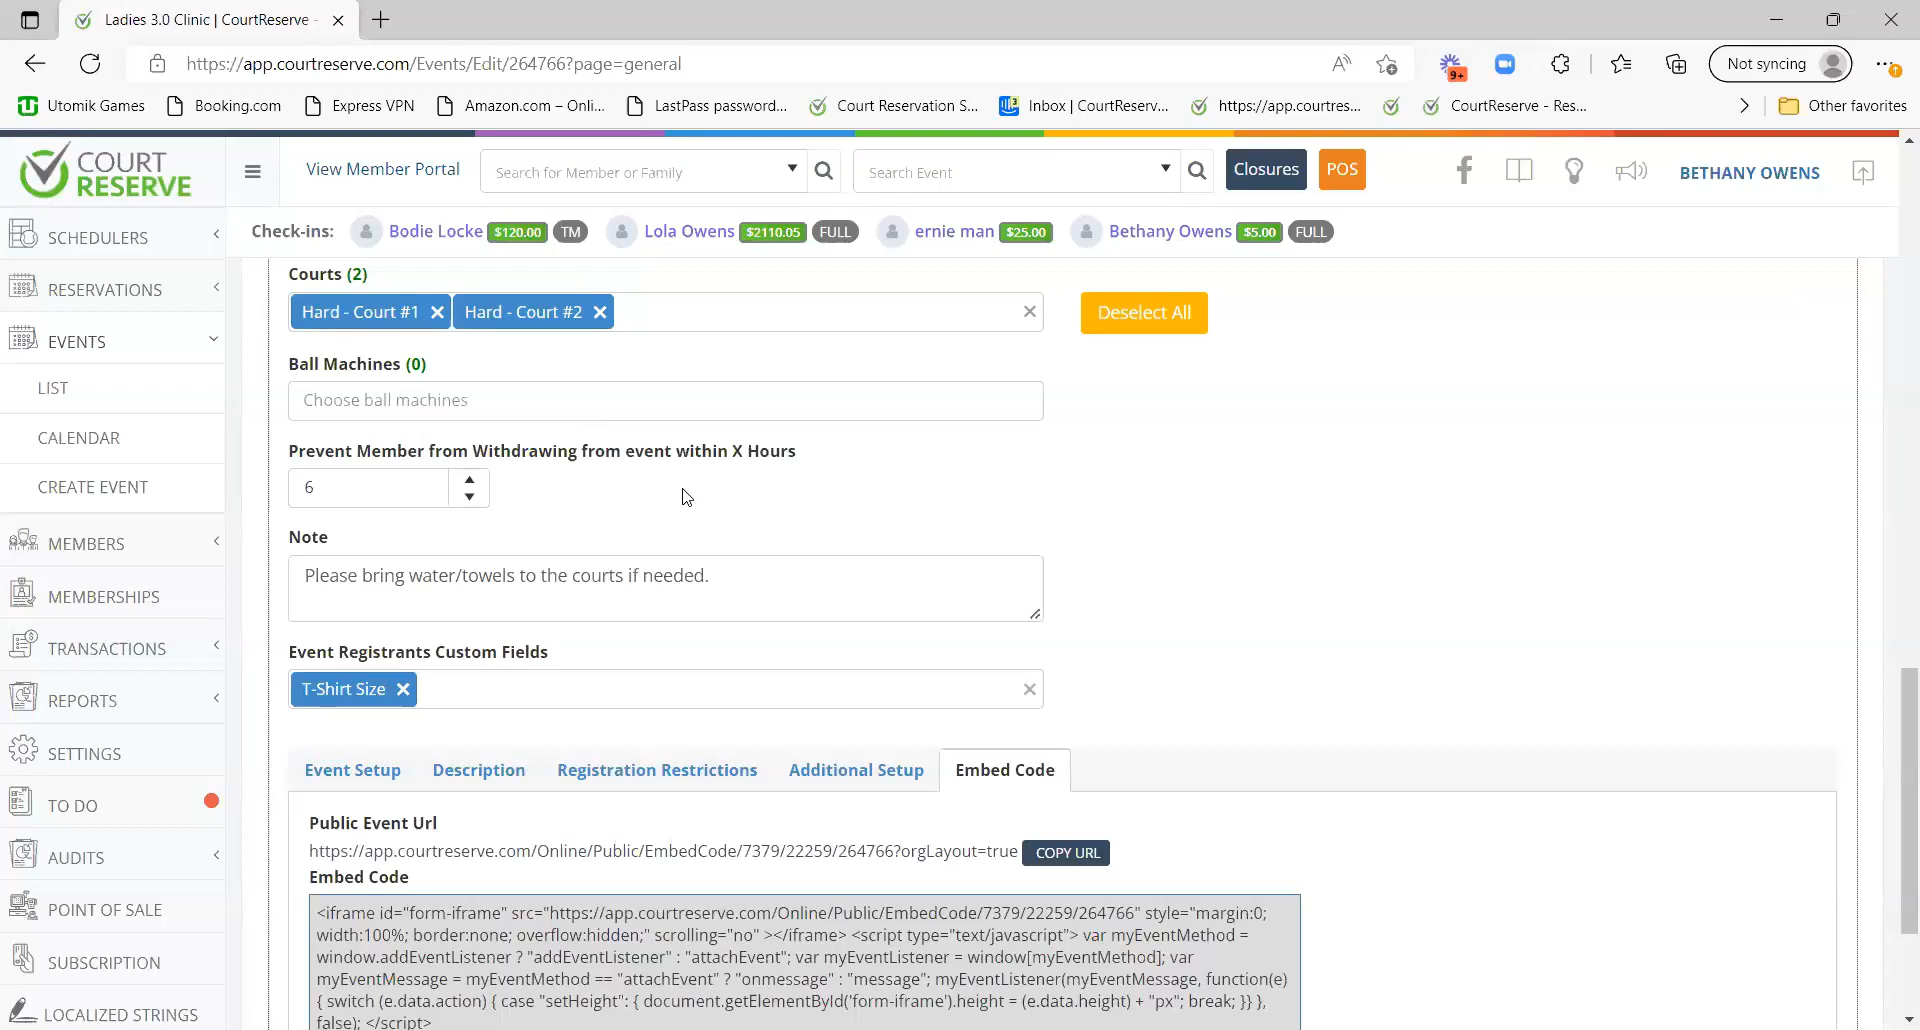 Ladies 3.0 Clinic | CourtReserve -
https://app.courtreserve.com/Events/Edit/264766?page=general
9+
Not syncing
Utomik Games
Booking.com
Express VPN
Amazon.com – Onli...
LastPass password...
Court Reservation S...
Inbox | CourtReserv...
https://app.courtres...
CourtReserve - Res...
Other favorites
COURT
RESERVE
View Member Portal
Search for Member or Family
Search Event
Closures
POS
BETHANY OWENS
Check-ins: Bodie Locke $120.00 TM Lola Owens $2110.05 FULL ernie man $25.00 Bethany Owens $5.00 FULL
SCHEDULERS
RESERVATIONS
EVENTS
LIST
CALENDAR
CREATE EVENT
MEMBERS
MEMBERSHIPS
TRANSACTIONS
REPORTS
SETTINGS
TO DO
AUDITS
POINT OF SALE
SUBSCRIPTION
LOCALIZED STRINGS
Courts (2)
Hard - Court #1 Hard - Court #2
Deselect All
Ball Machines (0)
Choose ball machines
Prevent Member from Withdrawing from event within X Hours
6
Note
Please bring water/towels to the courts if needed.
Event Registrants Custom Fields
T-Shirt Size
Event Setup Description Registration Restrictions Additional Setup Embed Code
Public Event Url
https://app.courtreserve.com/Online/Public/EmbedCode/7379/22259/264766?orgLayout=true COPY URL
Embed Code
<iframe id="form-iframe" src="https://app.courtreserve.com/Online/Public/EmbedCode/7379/22259/264766" style="margin:0;
width:100%; border:none; overflow:hidden;" scrolling="no" ></iframe> <script type="text/javascript"> var myEventMethod =
window.addEventListener ? "addEventListener" : "attachEvent"; var myEventListener = window[myEventMethod]; var
myEventMessage = myEventMethod == "attachEvent" ? "onmessage" : "message"; myEventListener(myEventMessage, function(e)
{ switch (e.data.action) { case "setHeight": { document.getElementById('form-iframe').height = (e.data.height) + "px"; break; }} },
false); </script>